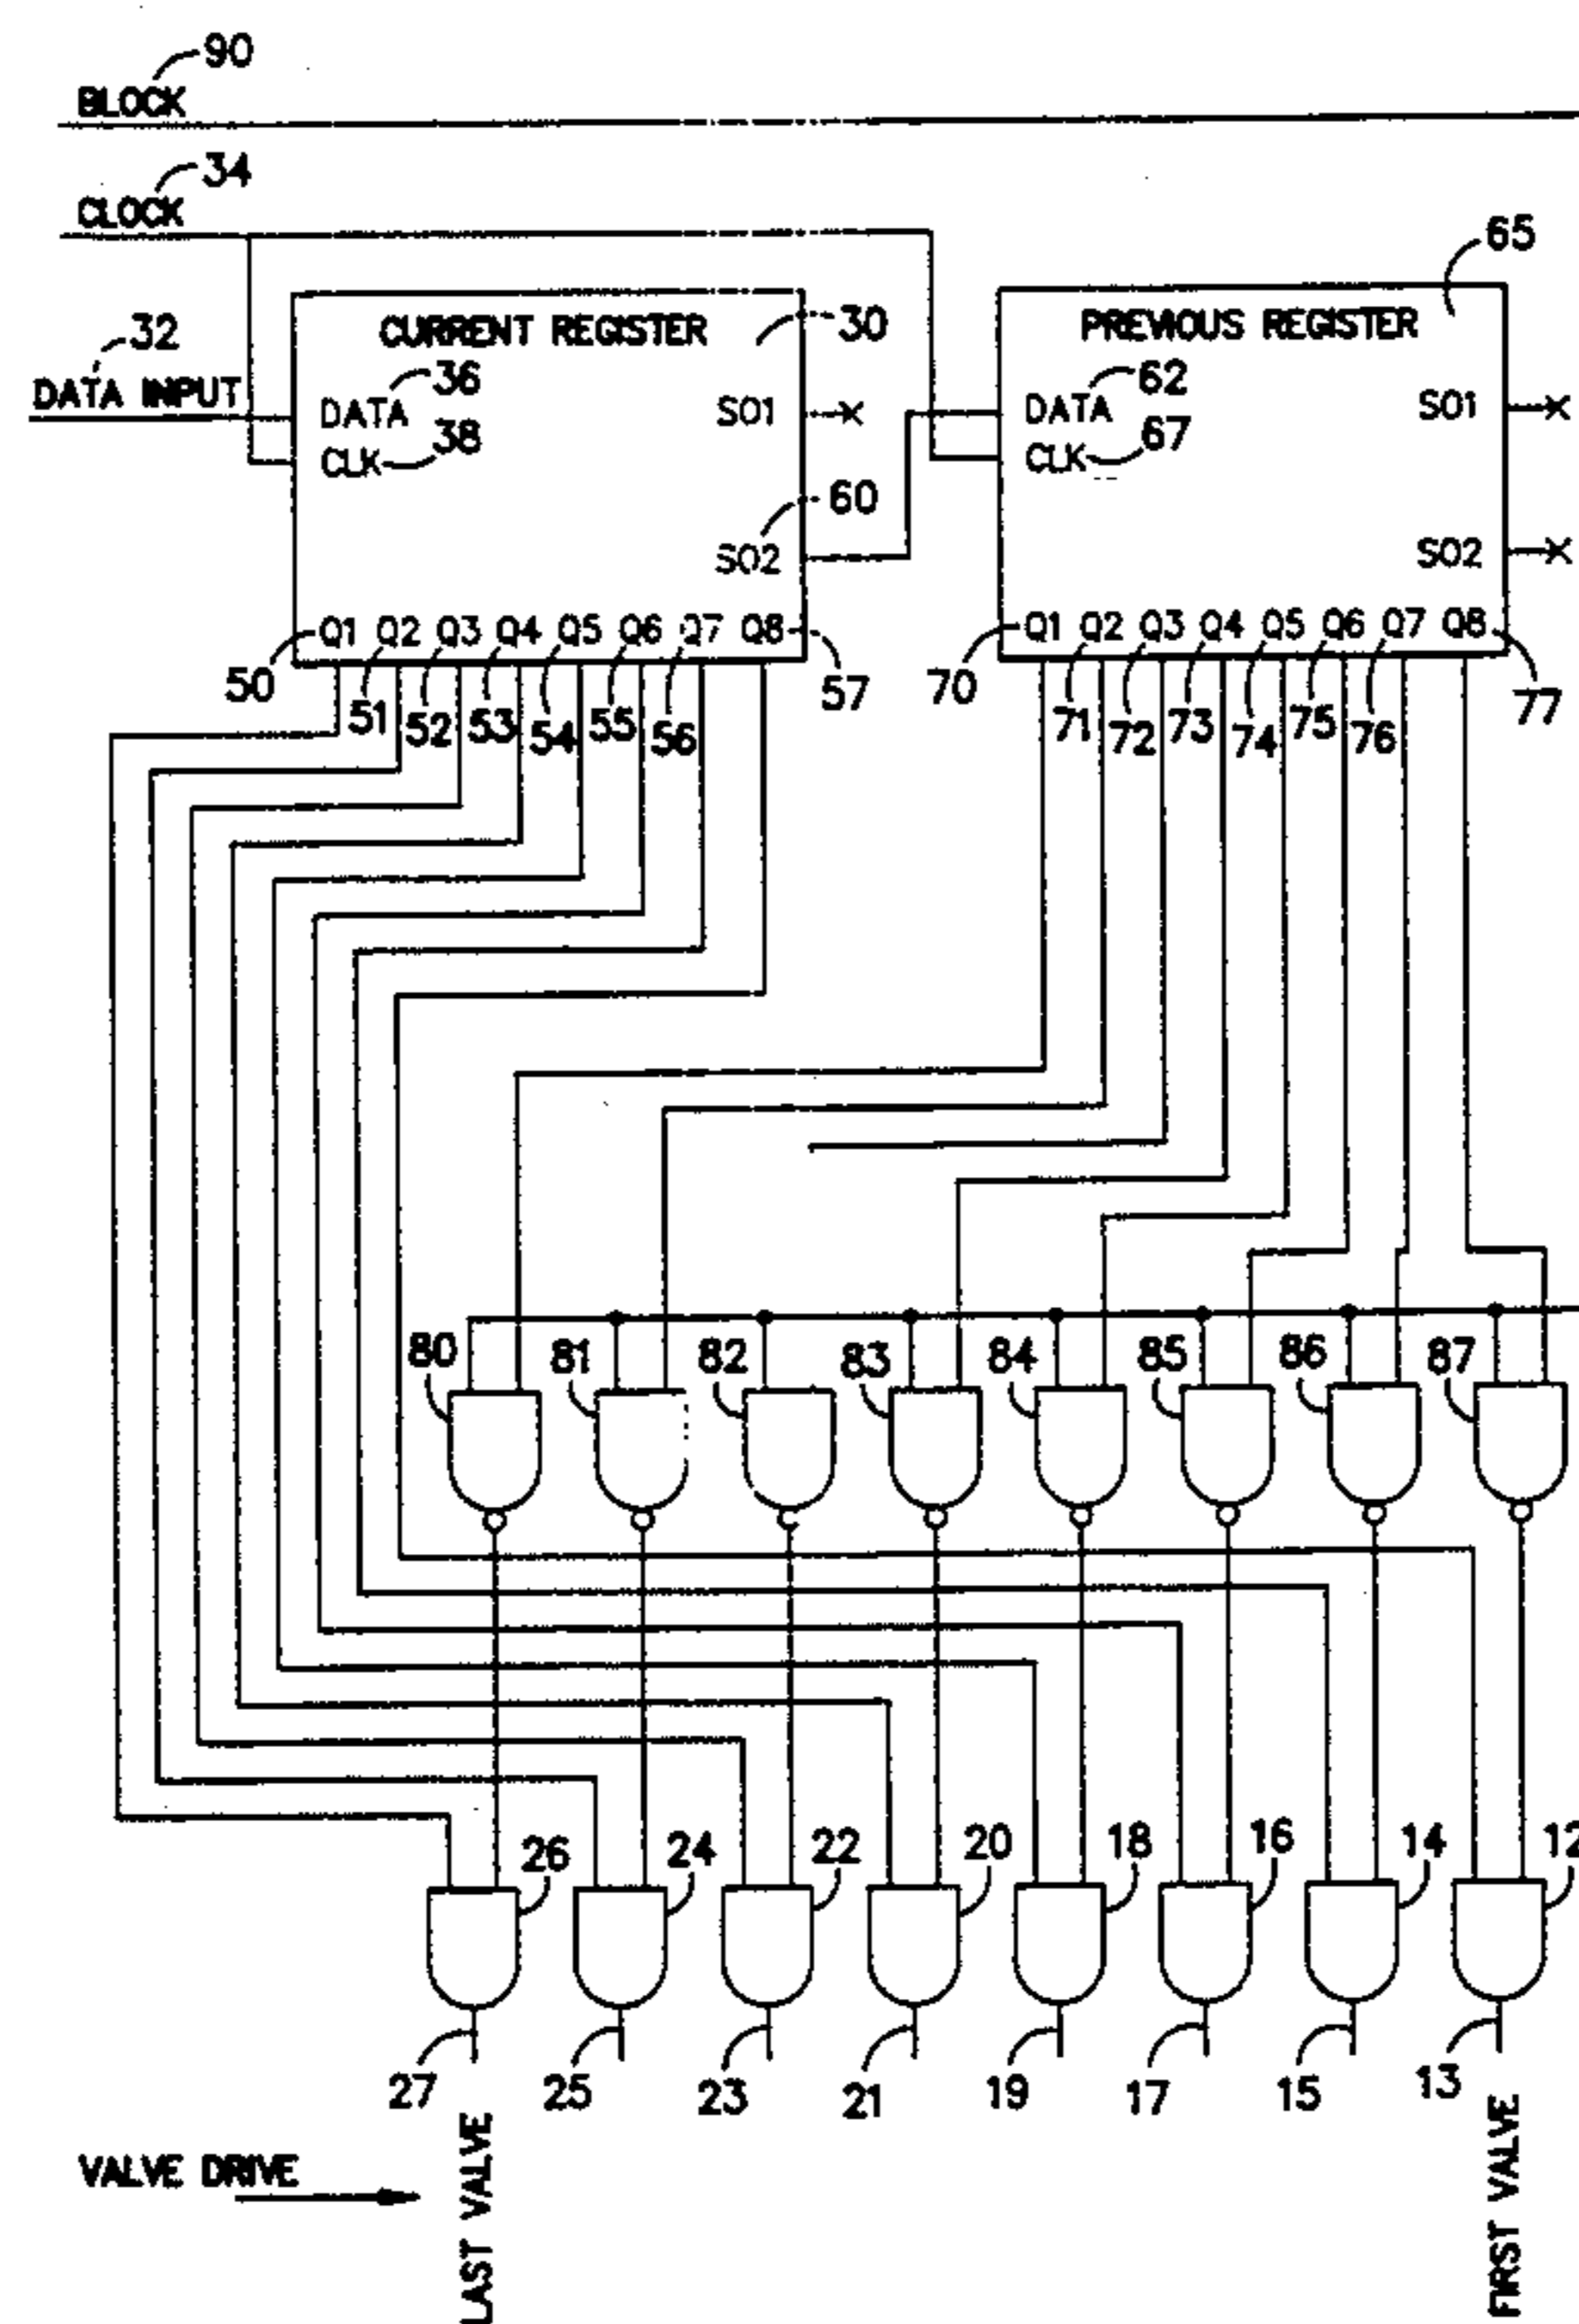 90
BLOCK
34
CLOCK
65
32
CURRENT REGISTER
30
PREVIOUS REGISTER
DATA INPUT
36
62
DATA
SO1
DATA
SO1
38
67
CLK
CLK
60
SO2
SO2
Q1 Q2 Q3 Q4 Q5 Q6 Q7 Q8
Q1 Q2 Q3 Q4 Q5 Q6 Q7 Q8
50 51 52 53 54 55 56 57
70 71 72 73 74 75 76 77
80 81 82 83 84 85 86 87
26 24 22 20 18 16 14 12
27 25 23 21 19 17 15 13
VALVE DRIVE
LAST VALVE
FIRST VALVE